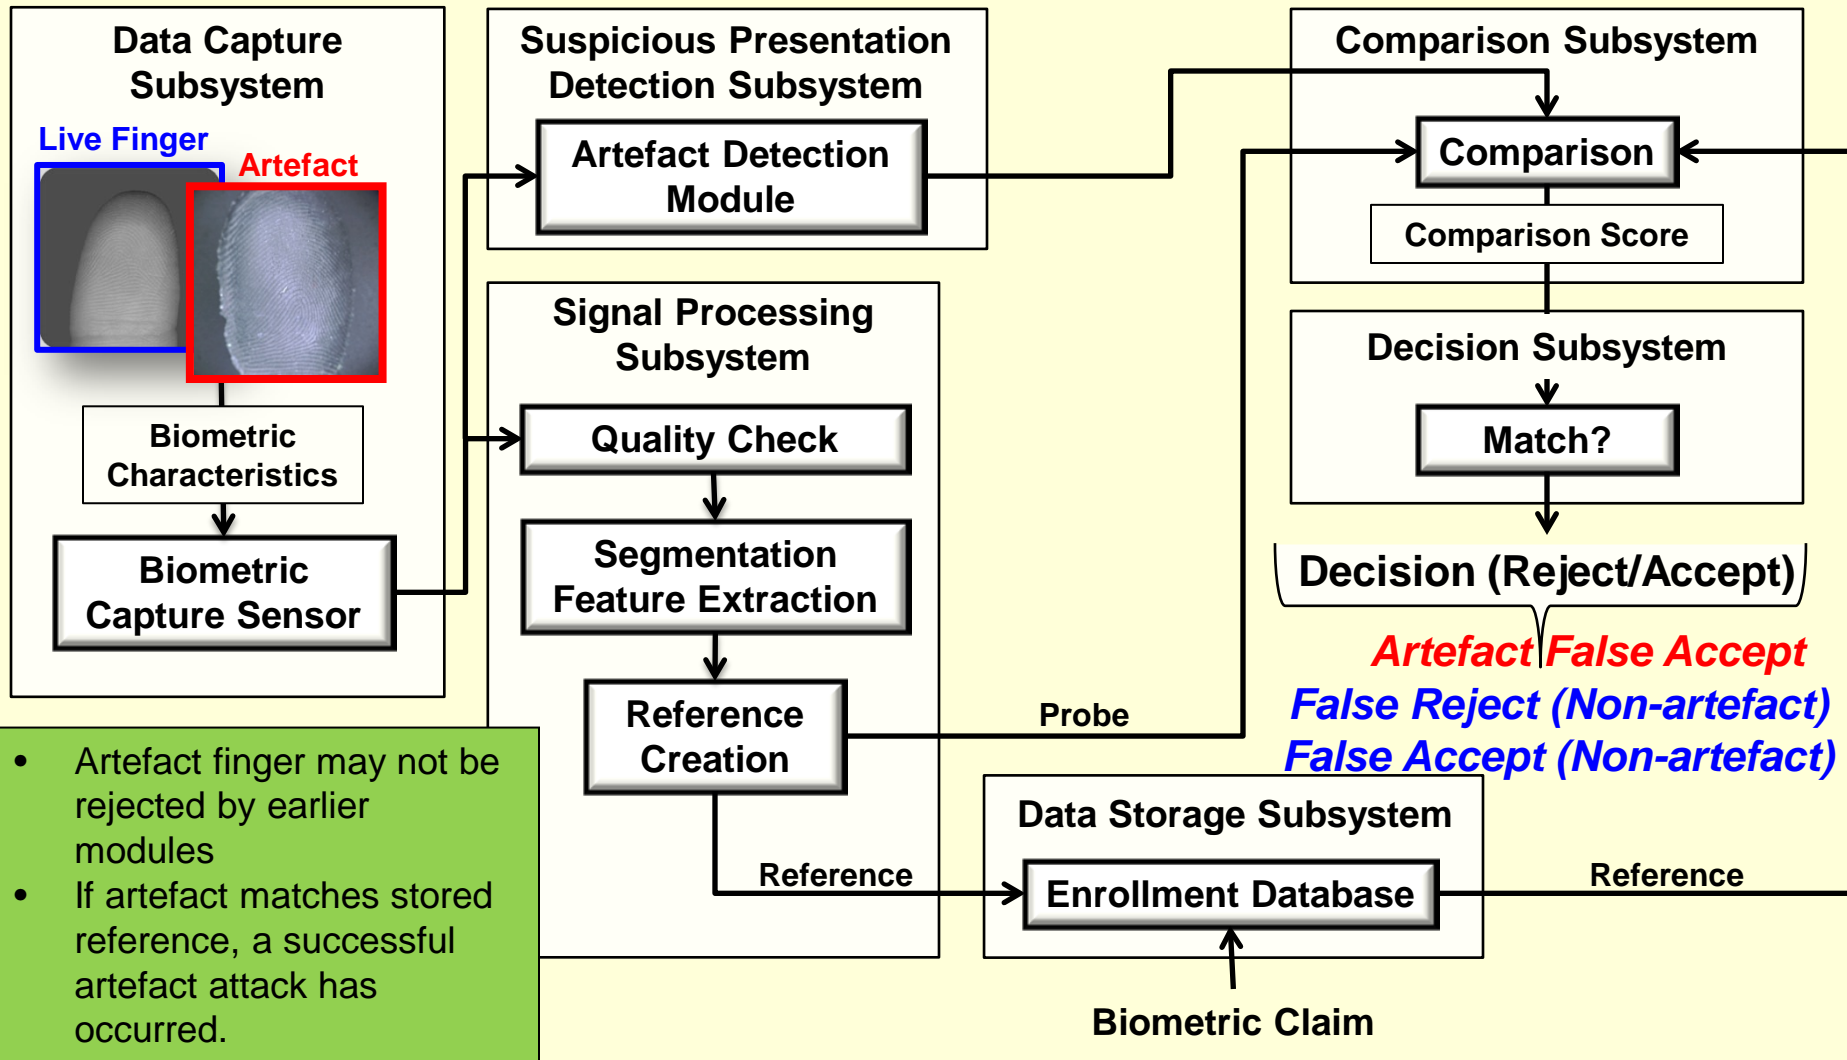 Data Capture
Subsystem
Live Finger
Artefact
Biometric
Characteristics
Biometric
Capture Sensor
Suspicious Presentation
Detection Subsystem
Artefact Detection
Module
Signal Processing
Subsystem
Quality Check
Segmentation
Feature Extraction
Reference
Creation
Probe
Reference
Data Storage Subsystem
Enrollment Database
Reference
Biometric Claim
Comparison Subsystem
Comparison
Comparison Score
Decision Subsystem
Match?
Decision (Reject/Accept)
Artefact False Accept
False Reject (Non-artefact)
False Accept (Non-artefact)
• Artefact finger may not be
rejected by earlier
modules
• If artefact matches stored
reference, a successful
artefact attack has
occurred.